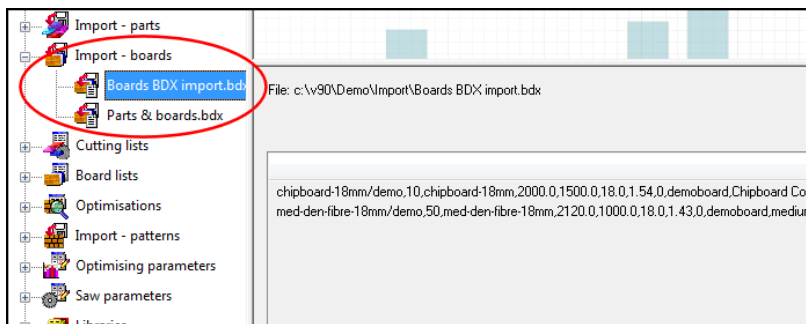 Import - parts
Import - boards
Boards BDX import.bdx
Parts & boards.bdx
Cutting lists
Board lists
Optimisations
Import - patterns
Optimising parameters
Saw parameters
Libraries
File: c:\v90\Demo\Import\Boards BDX import.bdx
chipboard-18mm/demo,10,chipboard-18mm,2000.0,1500.0,18.0,1.54,0,demoboard,Chipboard Co
med-den-fibre-18mm/demo,50,med-den-fibre-18mm,2120.0,1000.0,18.0,1.43,0,demoboard,medium